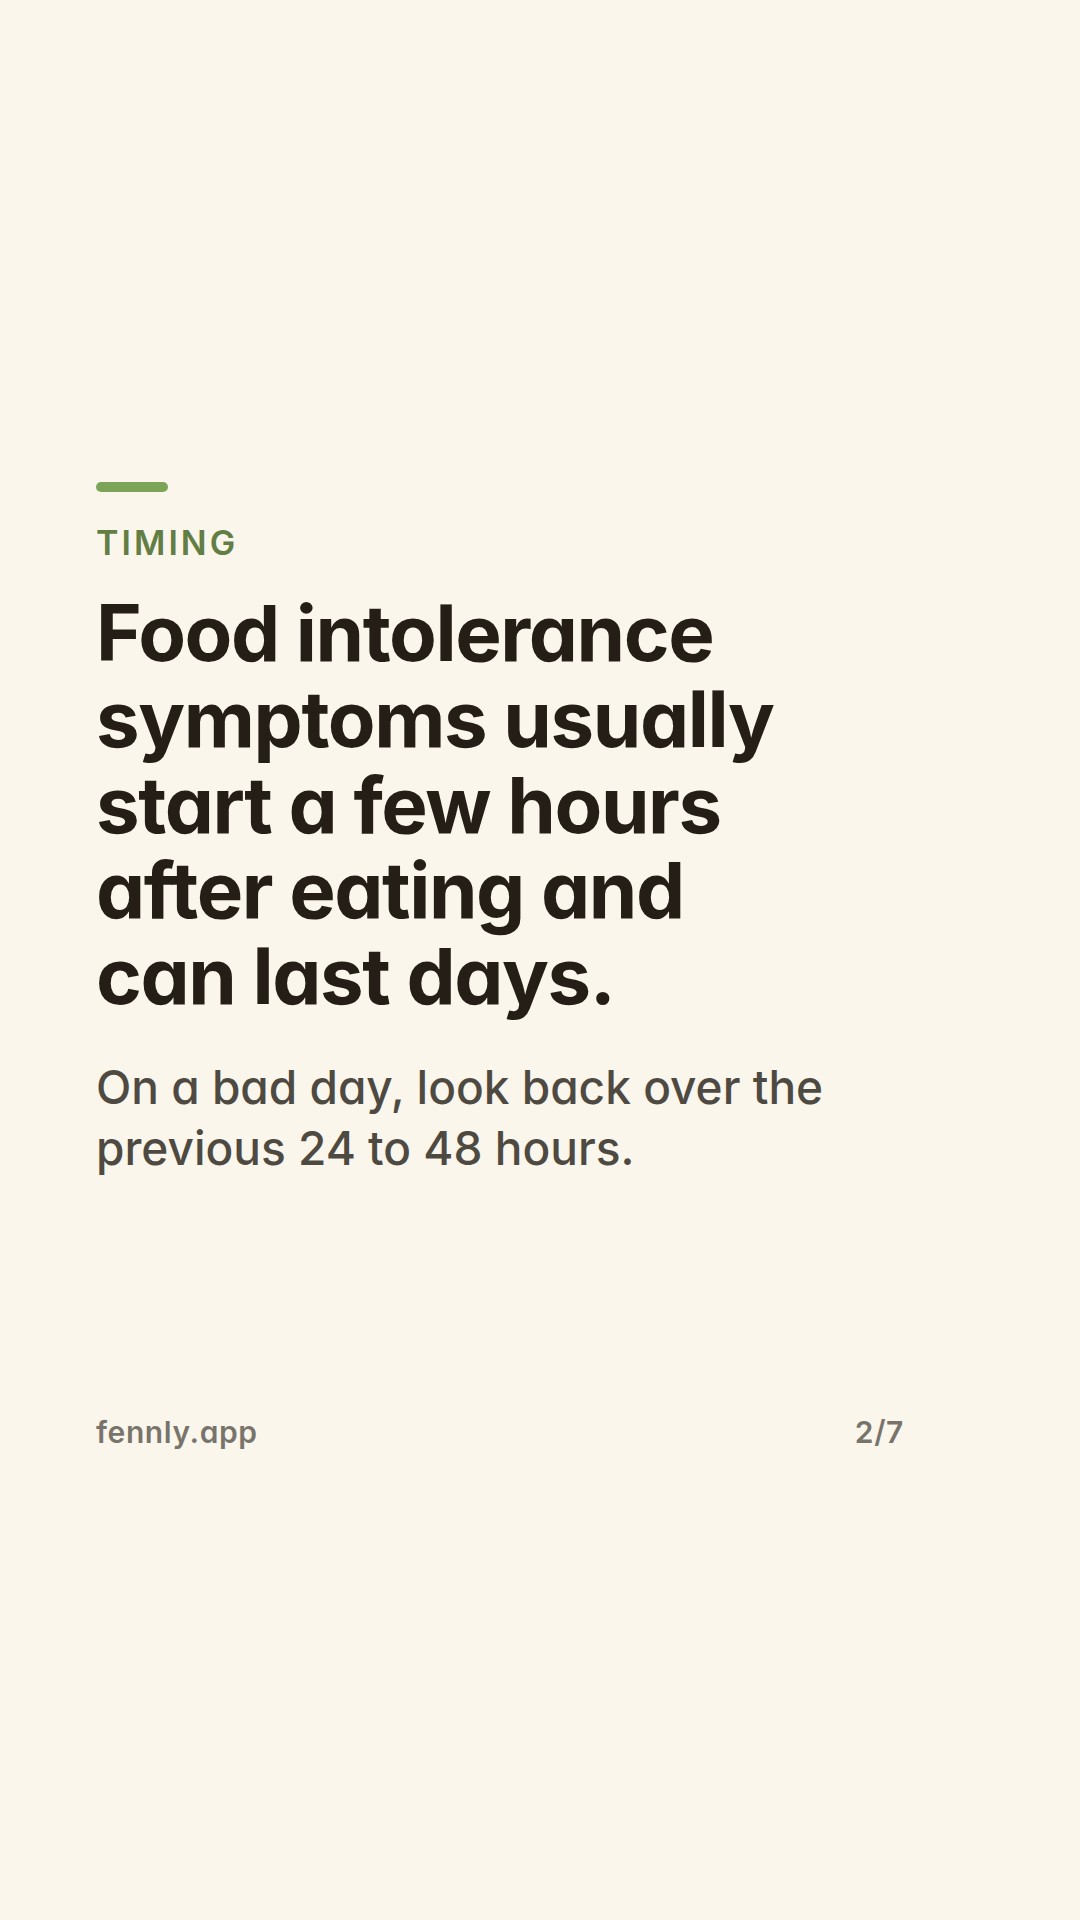 TIMING
Food intolerance
symptoms usually
start a few hours
after eating and
can last days.
On a bad day, look back over the
previous 24 to 48 hours.
fennly.app
2/7